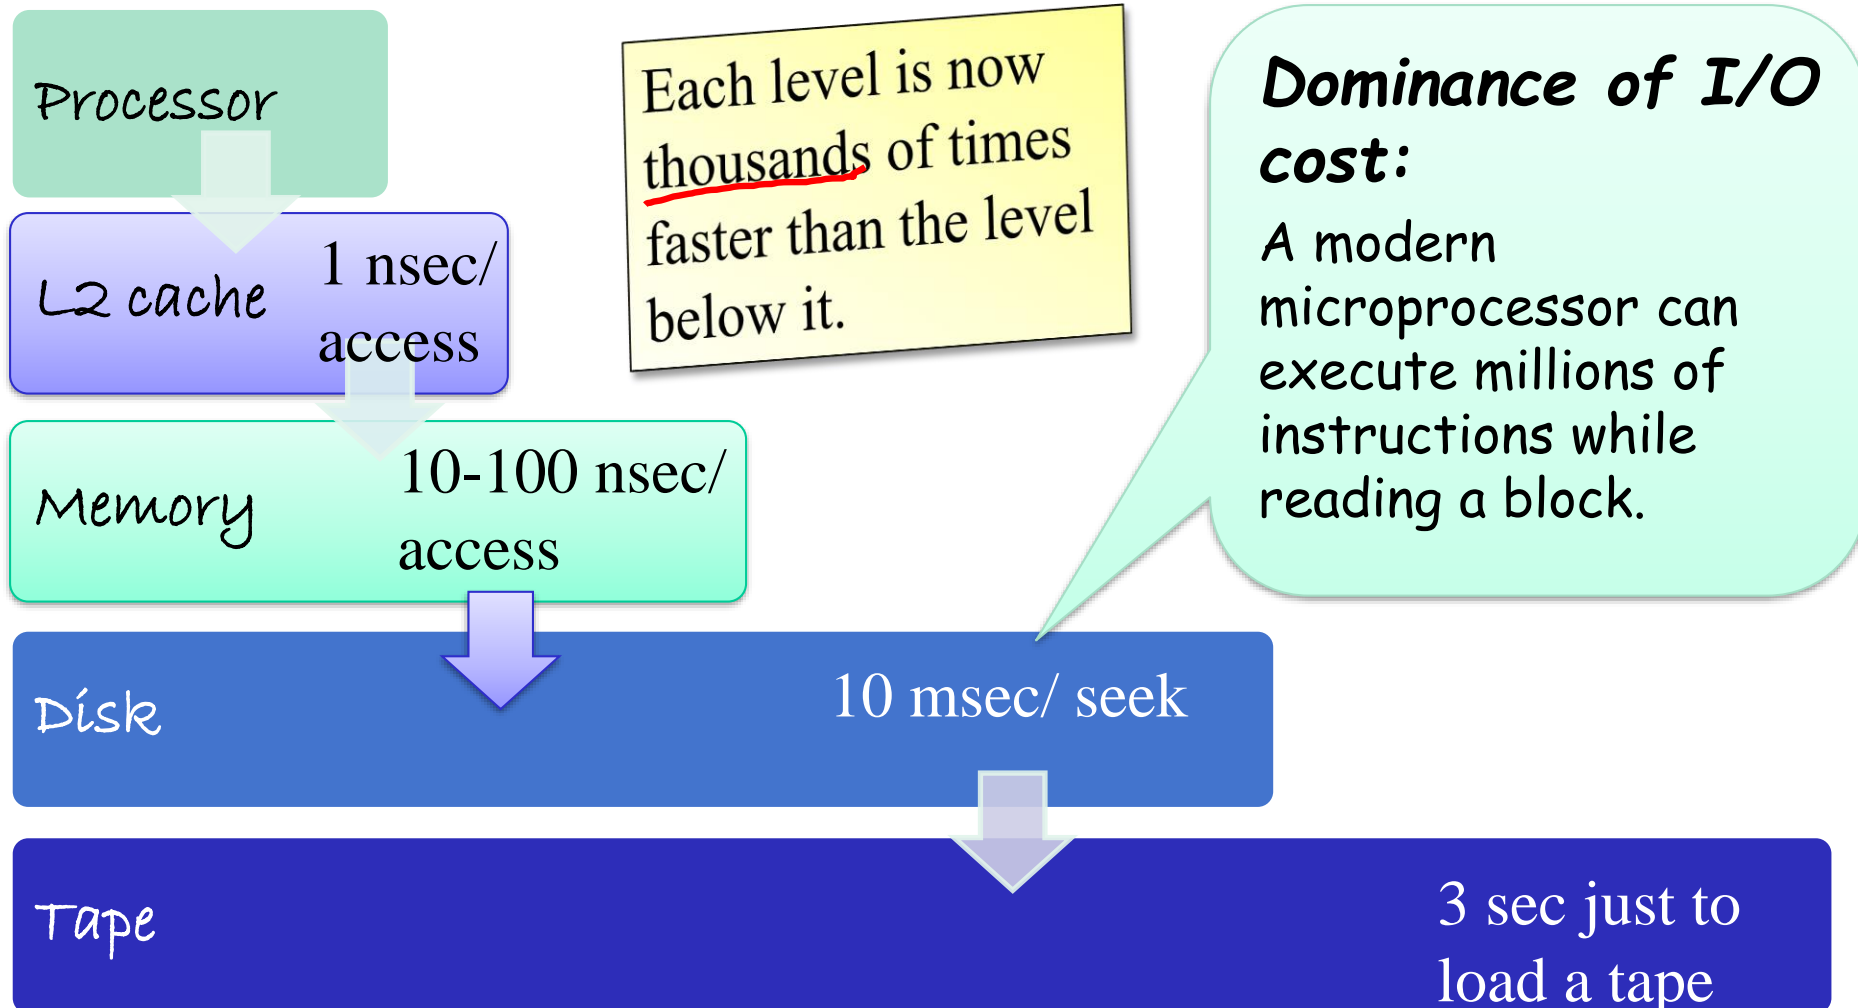 Processor
Each level is now
thousands of times
faster than the level
below it.
Dominance of I/O
cost:
A modern
microprocessor can
execute millions of
instructions while
reading a block.
L2 cache
1 nsec/
access
Memory
10-100 nsec/
access
Disk
10 msec/ seek
Tape
3 sec just to
load a tape